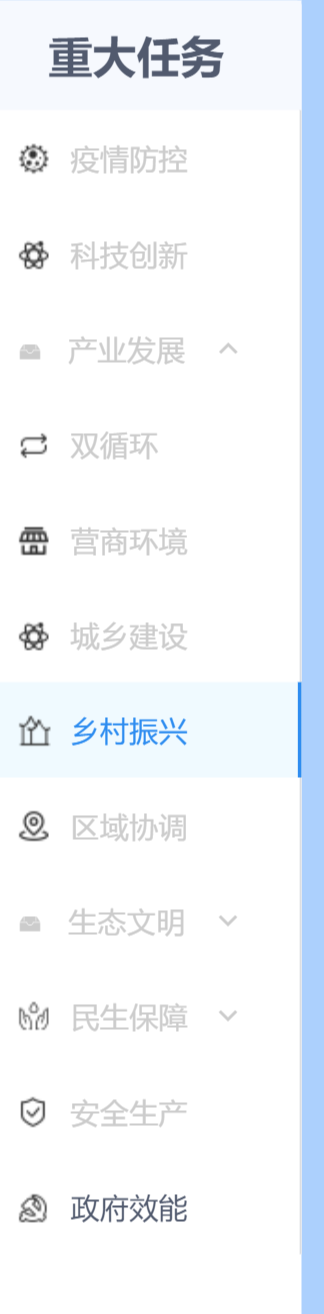 重大任务
疫情防控
科技创新
产业发展
双循环
营商环境
城乡建设
乡村振兴
区域协调
生态文明
民生保障
安全生产
政府效能